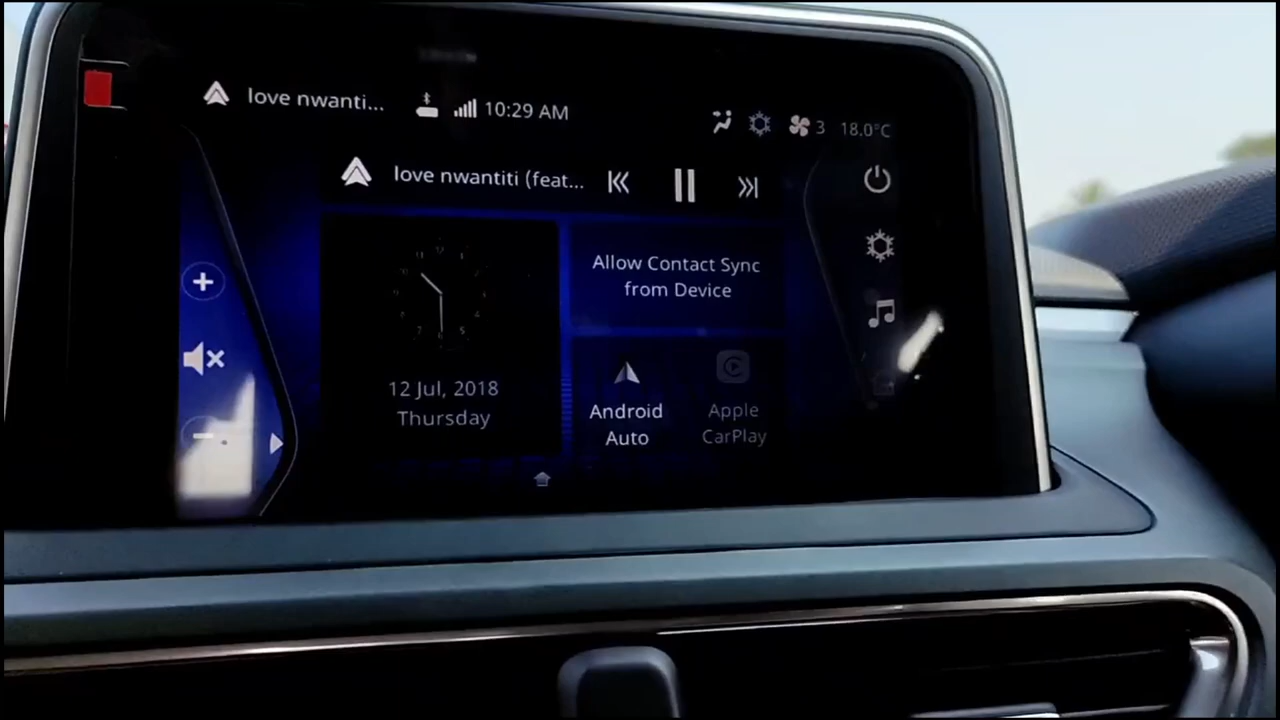 love nwanti...
10:29 AM
3
18.0°C
love nwantiti (feat...
Allow Contact Sync
from Device
12 Jul, 2018
Thursday
Android
Auto
Apple
CarPlay